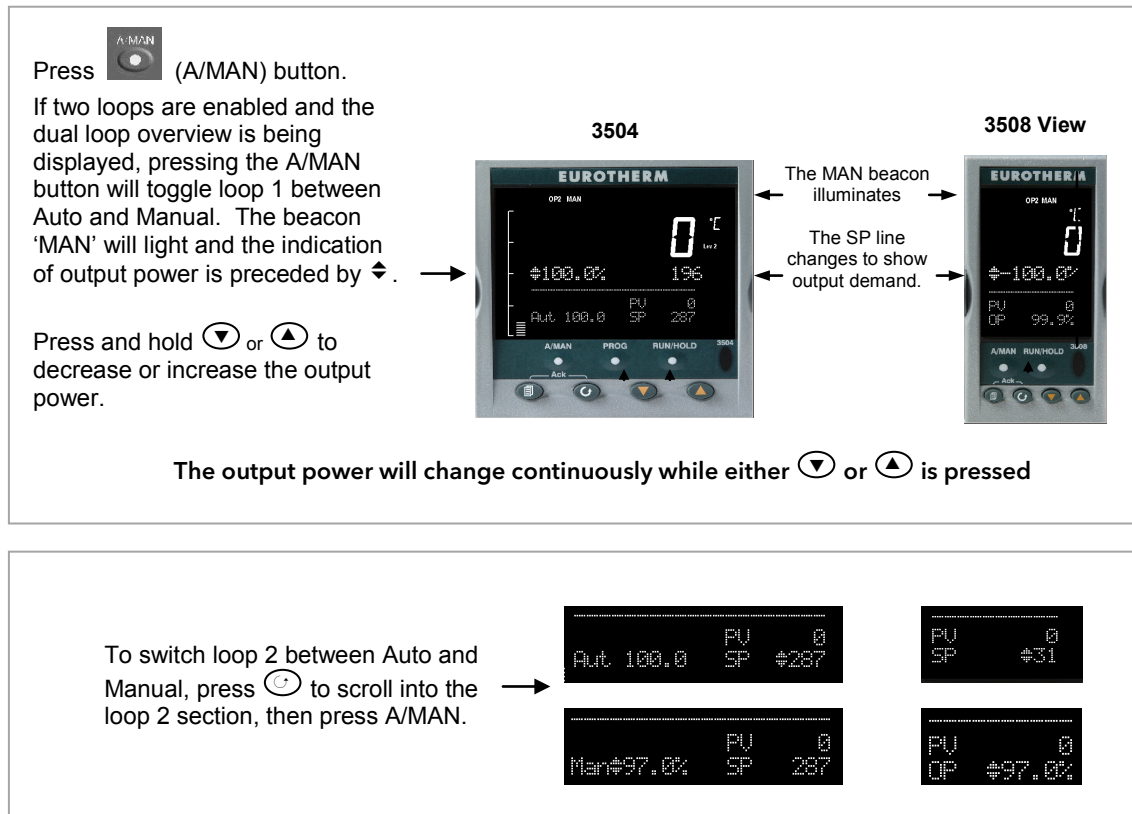 A/MAN
Press (A/MAN) button.
If two loops are enabled and the
dual loop overview is being
displayed, pressing the A/MAN
button will toggle loop 1 between
Auto and Manual. The beacon
‘MAN’ will light and the indication
of output power is preceded by ◆.
Press and hold ▼ or ▲ to
decrease or increase the output
power.
3504
EUROTHERM
OP2 MAN
0 °C
Lev 2
◆100.0% 196
PV 0
Aut 100.0 SP 287
A/MAN PROG RUN/HOLD 3504
Ack
The MAN beacon
illuminates
The SP line
changes to show
output demand.
3508 View
EUROTHERM
OP2 MAN
°C
0
◆-100.0%
PV 0
OP 99.9%
A/MAN RUN/HOLD 3508
Ack
The output power will change continuously while either ▼ or ▲ is pressed
To switch loop 2 between Auto and
Manual, press to scroll into the
loop 2 section, then press A/MAN.
PV 0
Aut 100.0 SP ◆287
PV 0
SP ◆31
PV 0
Man◆97.0% SP 287
PV 0
OP ◆97.0%